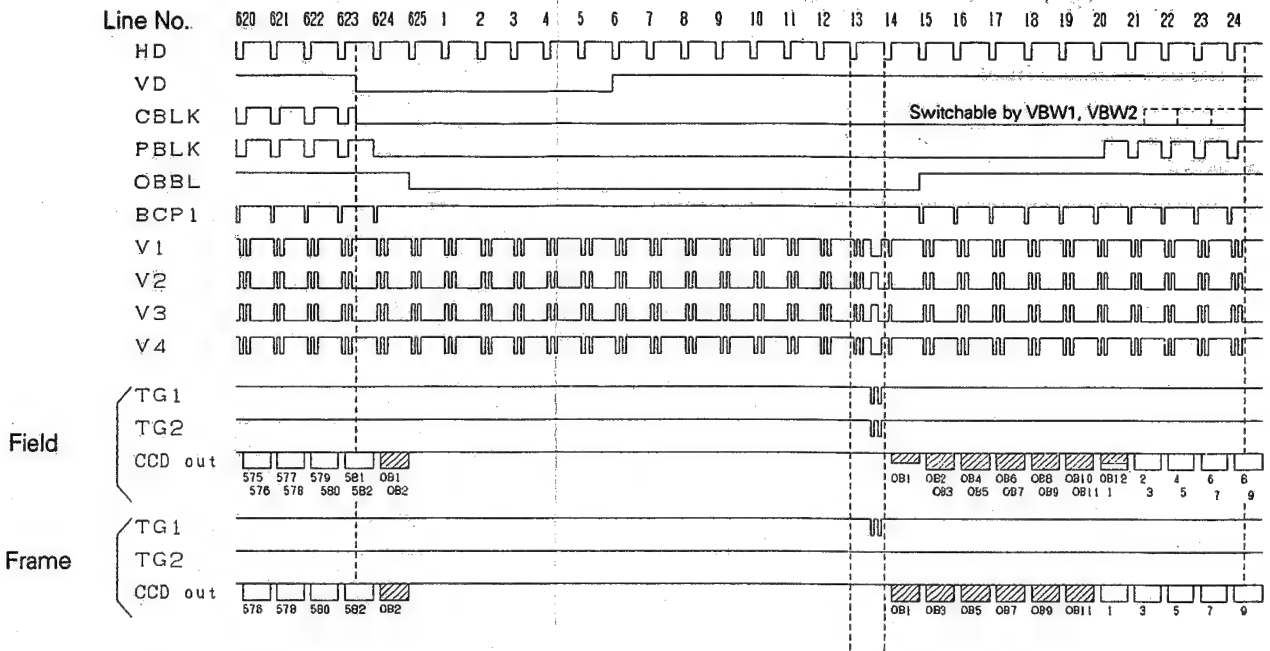 Line No. 620 621 622 623 624 625 1 2 3 4 5 6 7 8 9 10 11 12 13 14 15 16 17 18 19 20 21 22 23 24
HD
VD
CBLK Switchable by VBW1, VBW2
PBLK
OBBL
BCP1
V1
V2
V3
V4
Field
TG1
TG2
CCD out
575 577 579 581 OB1 OB1 OB2 OB4 OB6 OB8 OB10 OB12 2 4 6 8
576 578 580 582 OB2 OB3 OB5 OB7 OB9 OB11 1 3 5 7 9
Frame
TG1
TG2
CCD out
576 578 580 582 OB2 OB1 OB3 OB5 OB7 OB9 OB11 1 3 5 7 9